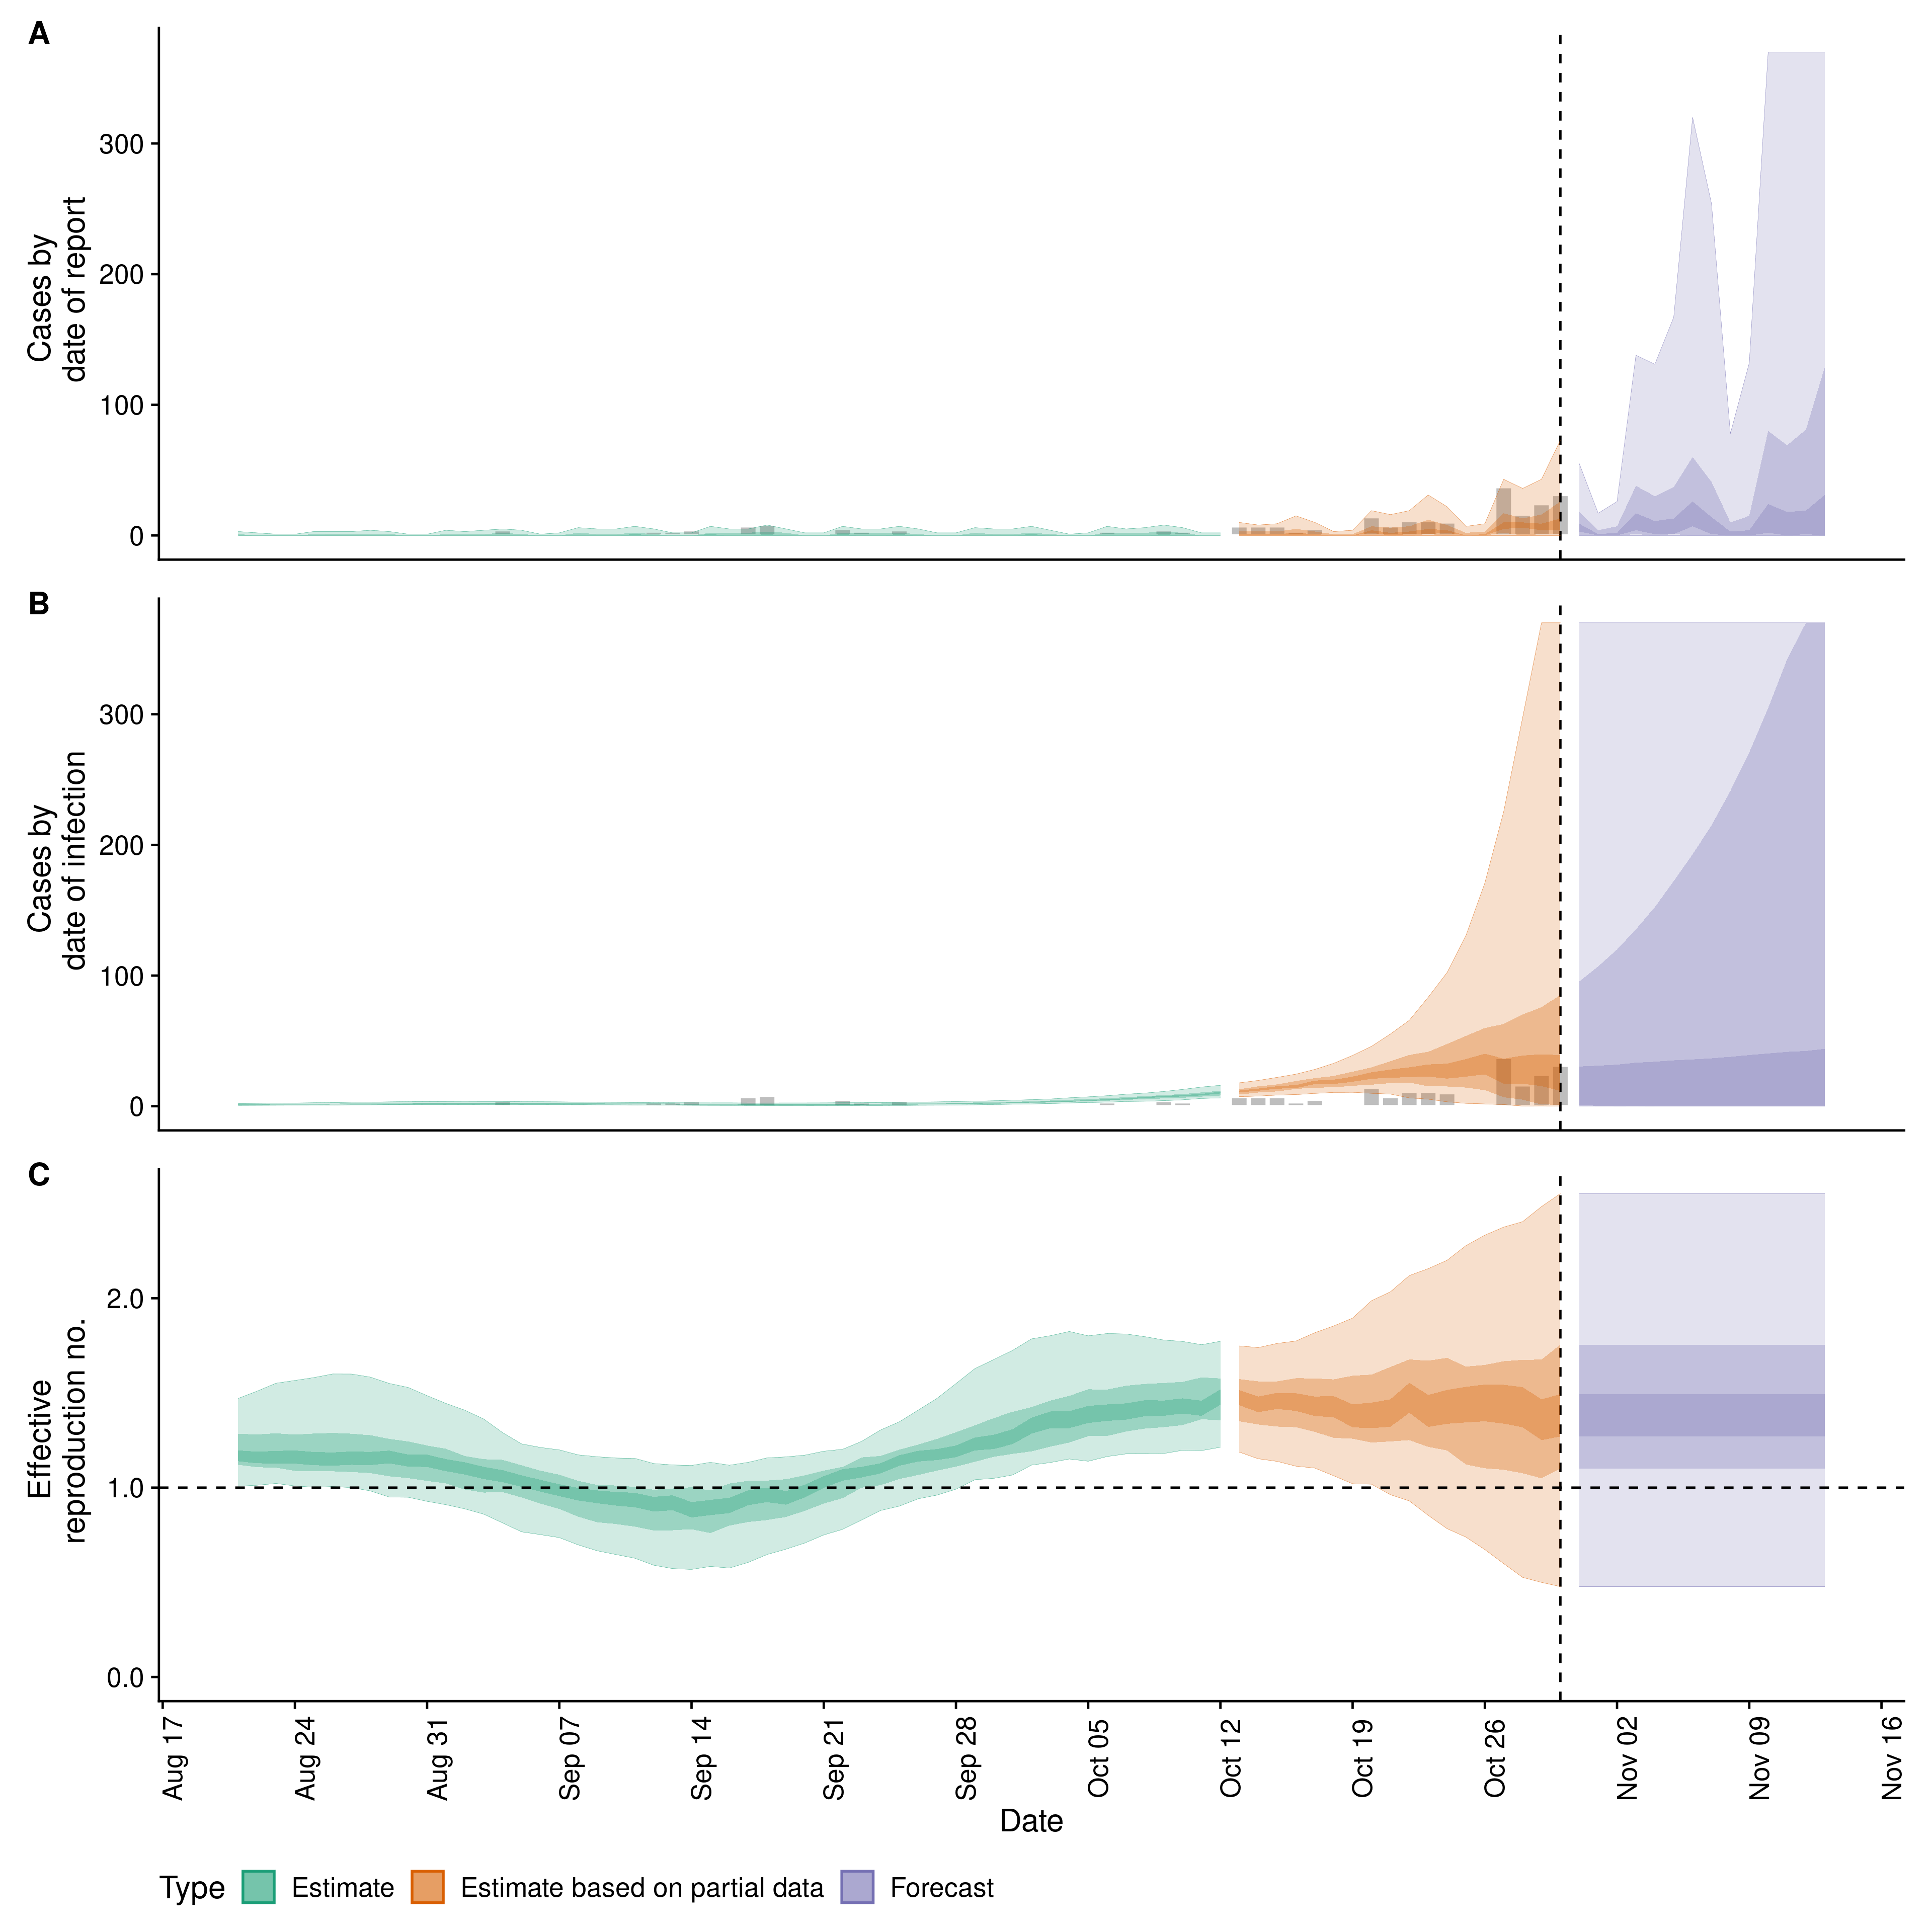 A
Cases by
date of report
300
200
100
0
B
Cases by
date of infection
300
200
100
0
C
Effective
reproduction no.
2.0
1.0
0.0
Aug 17
Aug 24
Aug 31
Sep 07
Sep 14
Sep 21
Sep 28
Oct 05
Oct 12
Oct 19
Oct 26
Nov 02
Nov 09
Nov 16
Date
Type Estimate Estimate based on partial data Forecast